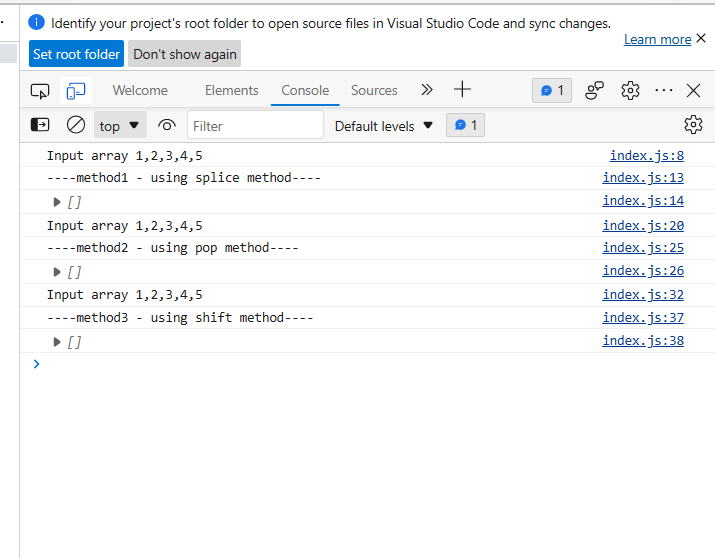 Identify your project's root folder to open source files in Visual Studio Code and sync changes.
Learn more
Set root folder Don't show again
Welcome Elements Console Sources 1
top Filter Default levels 1
Input array 1,2,3,4,5 index.js:8
----method1 - using splice method---- index.js:13
[] index.js:14
Input array 1,2,3,4,5 index.js:20
----method2 - using pop method---- index.js:25
[] index.js:26
Input array 1,2,3,4,5 index.js:32
----method3 - using shift method---- index.js:37
[] index.js:38